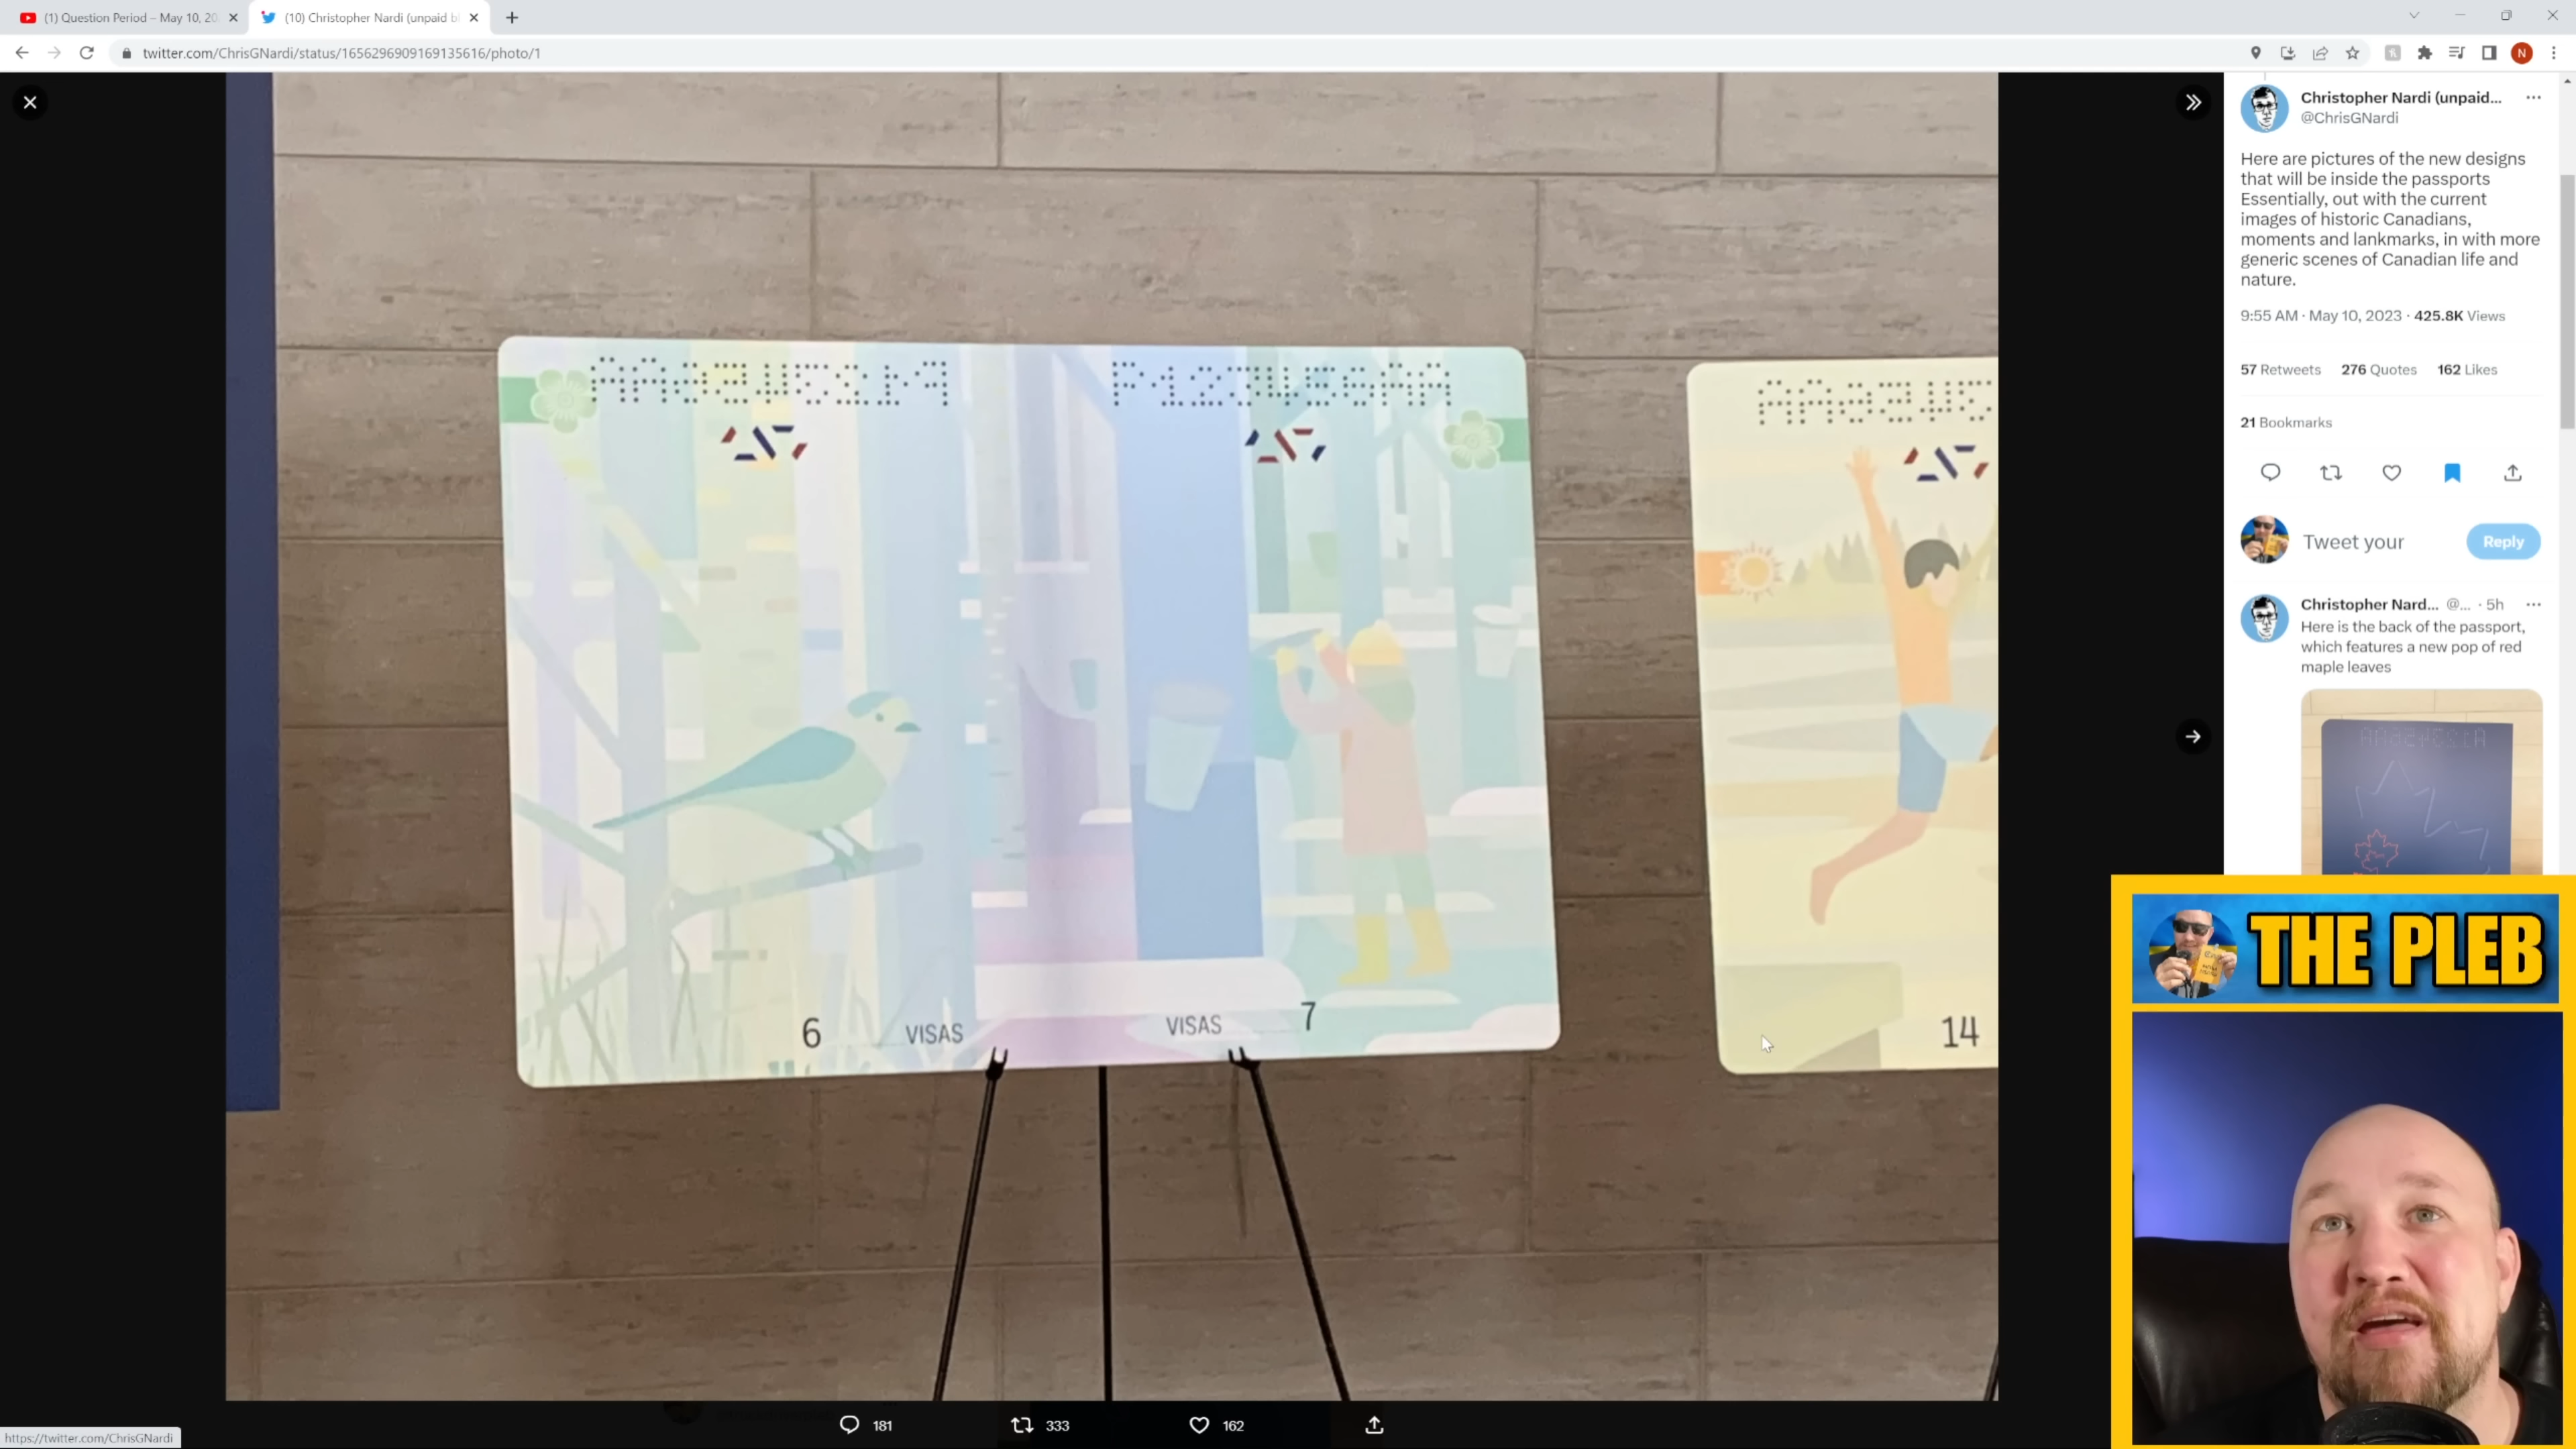 (1) Question Period – May 10, 20
(10) Christopher Nardi (unpaid bl
twitter.com/ChrisGNardi/status/1656296909169135616/photo/1
N
6
VISAS
VISAS
7
14
181
333
162
https://twitter.com/ChrisGNardi
Christopher Nardi (unpaid...
@ChrisGNardi
Here are pictures of the new designs
that will be inside the passports
Essentially, out with the current
images of historic Canadians,
moments and lankmarks, in with more
generic scenes of Canadian life and
nature.
9:55 AM · May 10, 2023 · 425.8K Views
57 Retweets 276 Quotes 162 Likes
21 Bookmarks
Tweet your
Reply
Christopher Nard... @... · 5h
Here is the back of the passport,
which features a new pop of red
maple leaves
THE PLEB